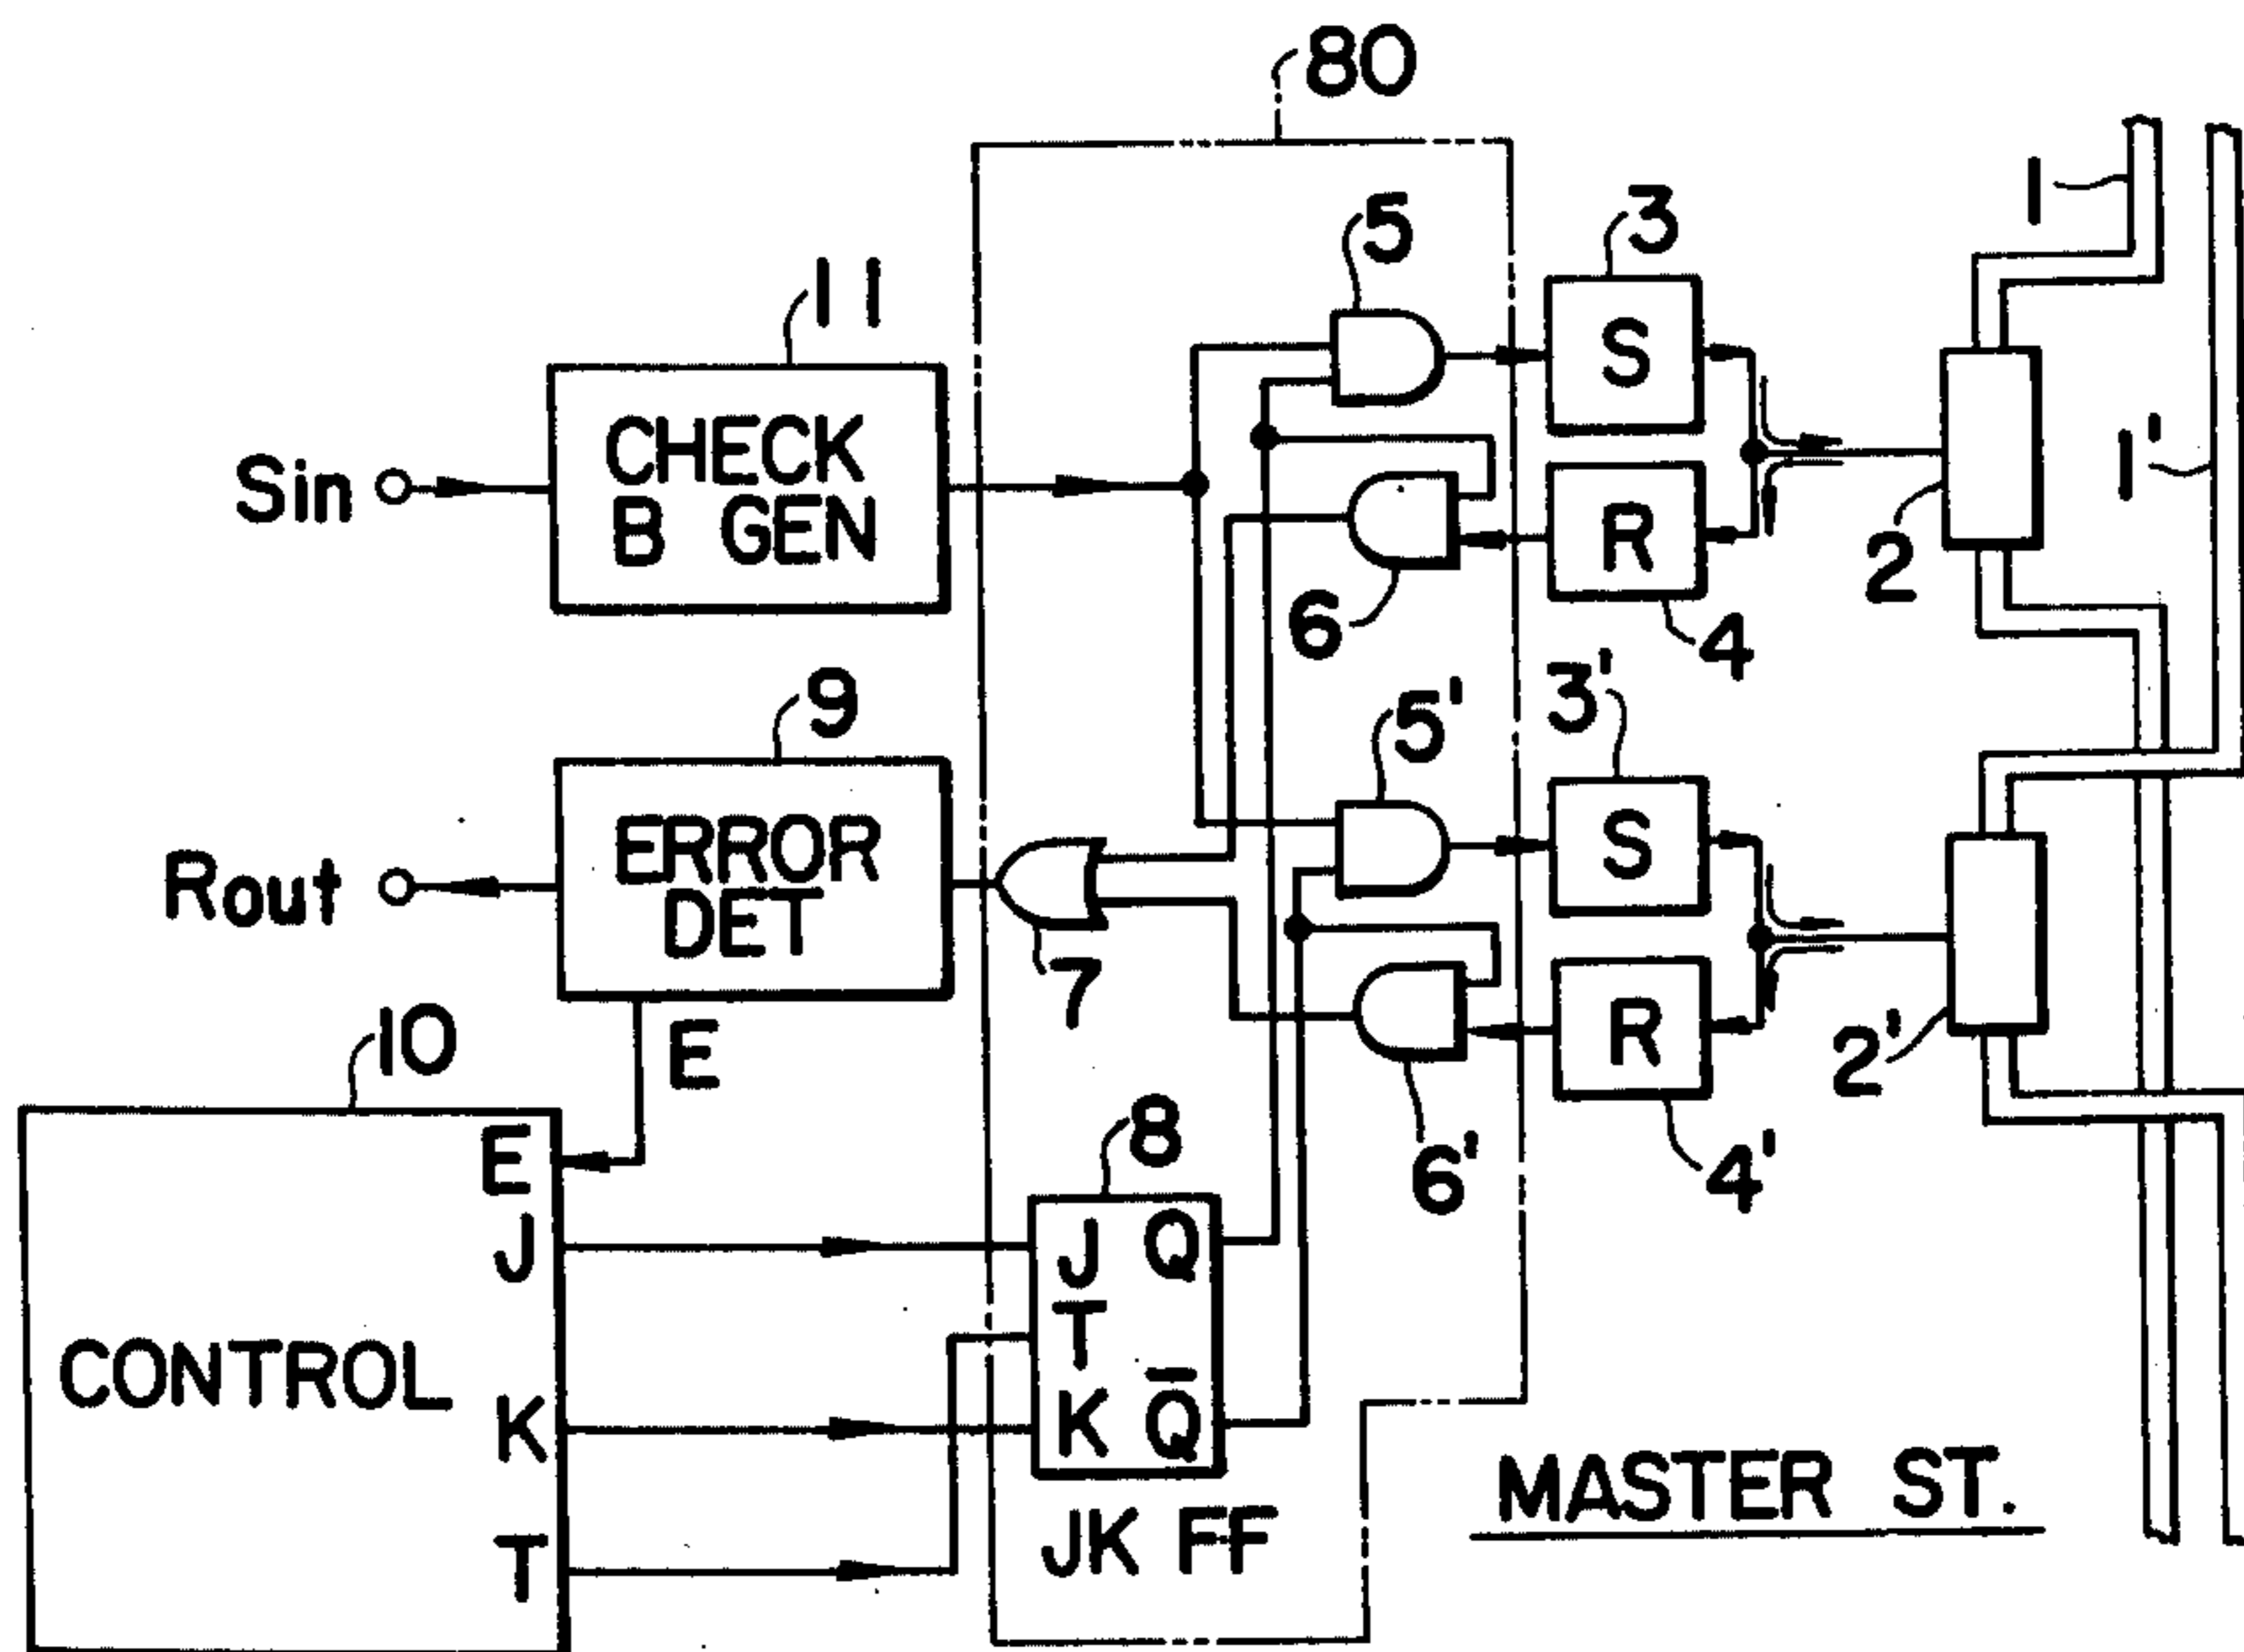 80
1
3
5
11
S
1'
CHECK
B GEN
Sin
R
2
6
4
3'
9
5'
ERROR
DET
S
Rout
7
10
E
R
2'
8
E
6'
4'
J
J Q
T
CONTROL
K
K Q̅
MASTER ST.
T
JK FF